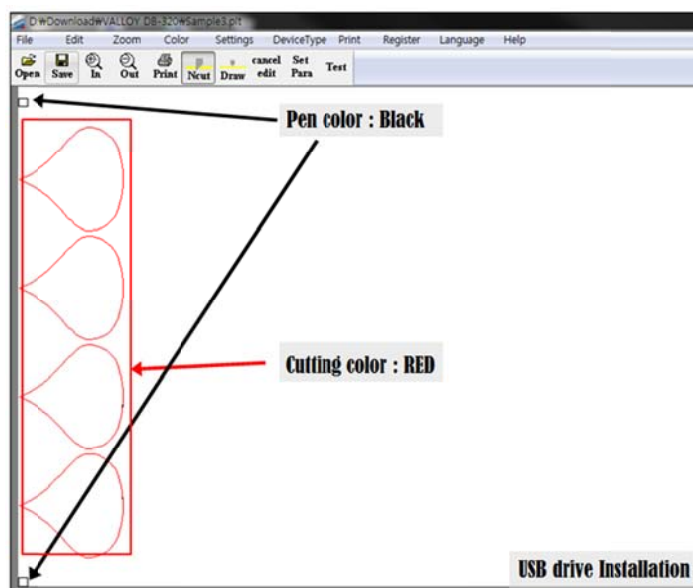 D:₩Download₩VALLOY DB-320₩Sample3.plt
File Edit Zoom Color Settings DeviceType Print Register Language Help
Open Save In Out Print Ncut Draw cancel edit Set Para Test
Pen color : Black
Cutting color : RED
USB drive Installation